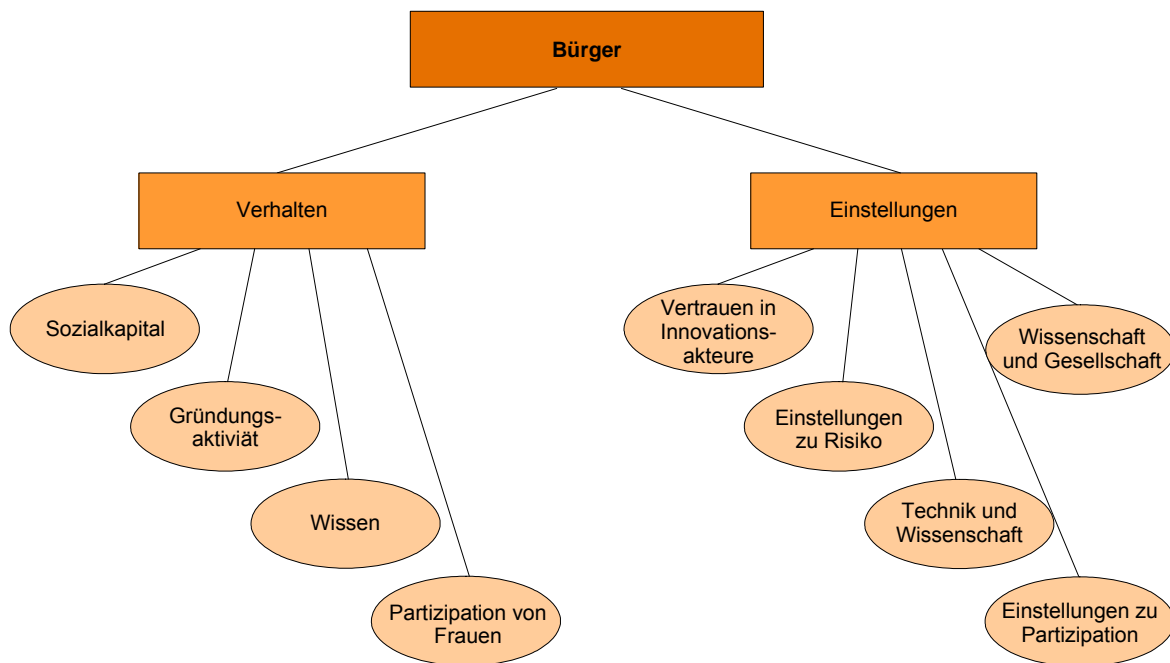 Bürger
Verhalten
Einstellungen
Sozialkapital
Gründungs-
aktiviät
Wissen
Partizipation von
Frauen
Vertrauen in
Innovations-
akteure
Einstellungen
zu Risiko
Technik und
Wissenschaft
Einstellungen zu
Partizipation
Wissenschaft
und Gesellschaft